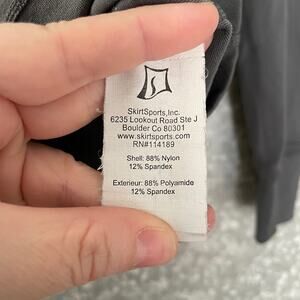 SkirtSports,Inc.
6235 Lookout Road Ste J
Boulder Co 80301
www.skirtsports.com
RN#114189
Shell: 88% Nylon
12% Spandex
Exterieur: 88% Polyamide
12% Spandex